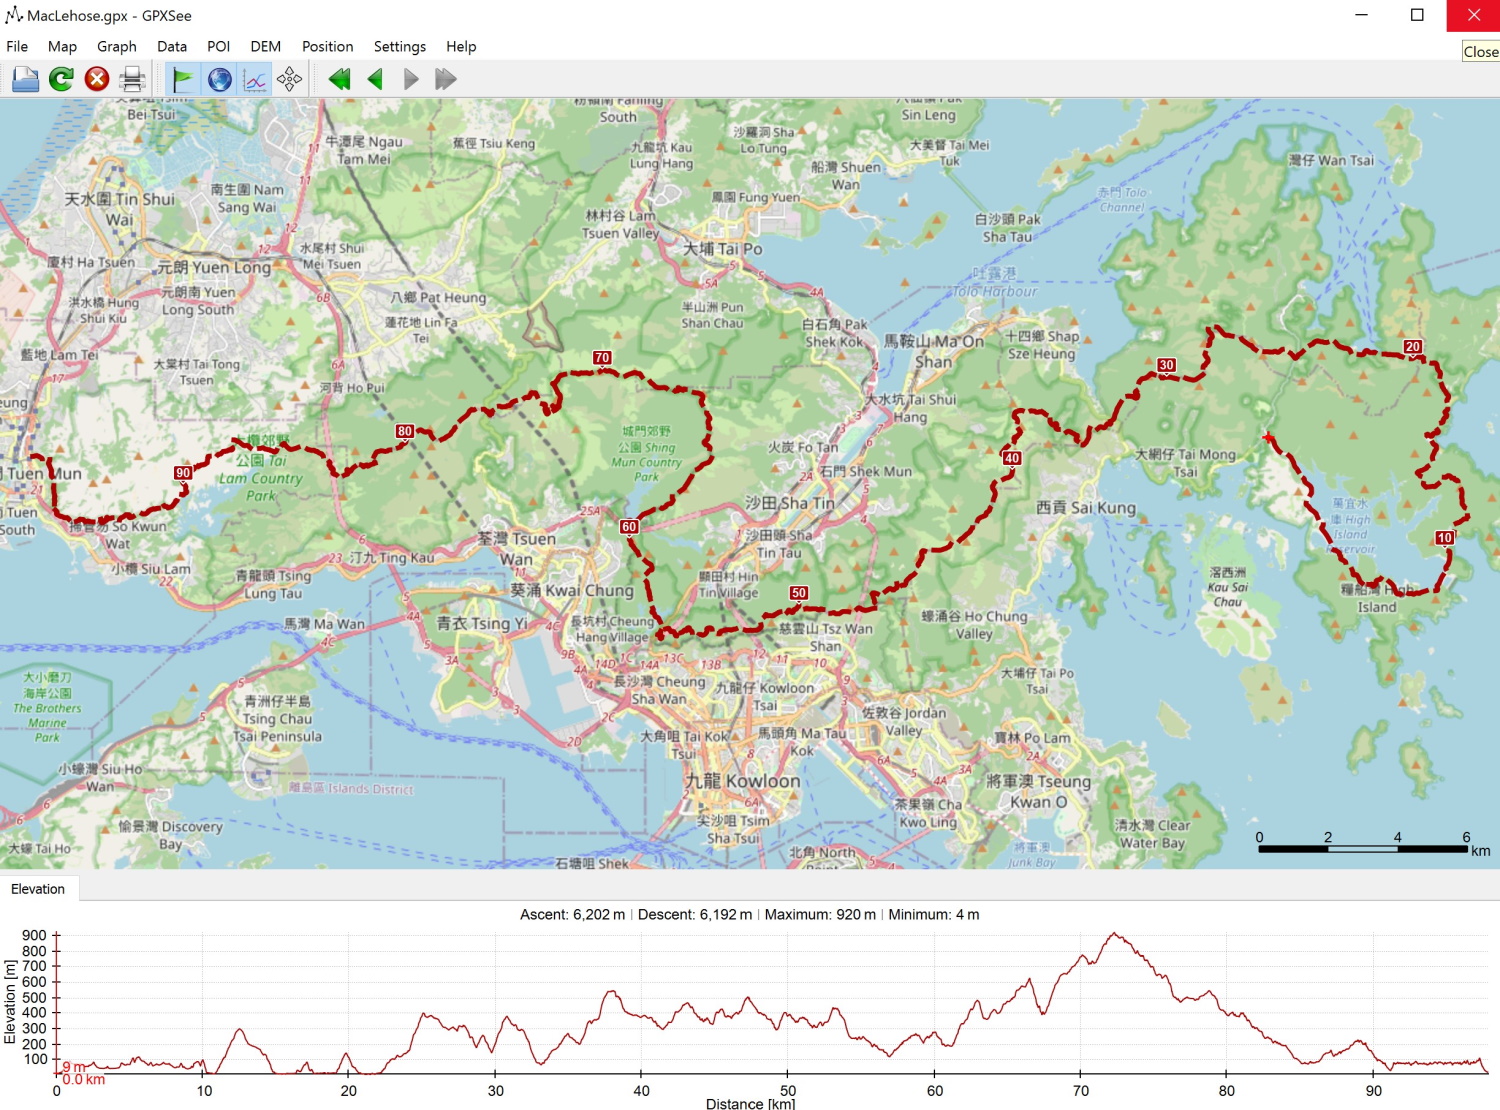 MacLehose.gpx - GPXSee
File Map Graph Data POI DEM Position Settings Help
Close
Bei Tsui
牛潭尾 Ngau
Tam Mei
蕉徑 Tsiu Keng
South
九龍坑 Kau
Lung Hang
沙羅洞 Sha
Lo Tung
船灣 Shuen
Wan
大美督 Tai Mei
Tuk
Sin Leng
灣仔 Wan Tsai
赤門 Tolo
Channel
天水圍 Tin Shui
Wai
南生圍 Nam
Sang Wai
林村谷 Lam
Tsuen Valley
鳳園 Fung Yuen
白沙頭 Pak
Sha Tau
大埔 Tai Po
水尾村 Shui
Mei Tsuen
廈村 Ha Tsuen
元朗 Yuen Long
元朗南 Yuen
Long South
洪水橋 Hung
Shui Kiu
八鄉 Pat Heung
蓮花地 Lin Fa
Tei
半山洲 Pun
Shan Chau
吐露港
Tolo Harbour
白石角 Pak
Shek Kok
馬鞍山 Ma On
Shan
十四鄉 Shap
Sze Heung
藍地 Lam Tei
大棠村 Tai Tong
Tsuen
河背 Ho Pui
大水坑 Tai Shui
Hang
火炭 Fo Tan
石門 Shek Mun
城門郊野
公園 Shing
Mun Country
Park
公園 Tai
Lam Country
Park
Tuen Mun
Tuen
South
掃管笏 So Kwun
Wat
小欖 Siu Lam
汀九 Ting Kau
青龍頭 Tsing
Lung Tau
荃灣 Tsuen
Wan
葵涌 Kwai Chung
沙田 Sha Tin
沙田頭 Sha
Tin Tau
顯田村 Hin
Tin Village
大網仔 Tai Mong
Tsai
西貢 Sai Kung
萬宜水
庫 High
Island
Reservoir
滘西洲
Kau Sai
Chau
糧船灣 High
Island
蠔涌谷 Ho Chung
Valley
慈雲山 Tsz Wan
Shan
長坑村 Cheung
Hang Village
青衣 Tsing Yi
馬灣 Ma Wan
大小磨刀
海岸公園
The Brothers
Marine
Park
青洲仔半島
Tsing Chau
Tsai Peninsula
長沙灣 Cheung
Sha Wan
九龍仔 Kowloon
Tsai
大埔仔 Tai Po
Tsai
佐敦谷 Jordan
Valley
大角咀 Tai Kok
Tsui
馬頭角 Ma Tau
Kok
寶林 Po Lam
小蠔灣 Siu Ho
Wan
離島區 Islands District
九龍 Kowloon
將軍澳 Tseung
Kwan O
茶果嶺 Cha
Kwo Ling
尖沙咀 Tsim
Sha Tsui
愉景灣 Discovery
Bay
大蠔 Tai Ho
清水灣 Clear
Water Bay
將軍澳
Junk Bay
石塘咀 Shek
北角 North
10
20
30
40
50
60
70
80
90
0 2 4 6 km
Elevation
Ascent: 6,202 m | Descent: 6,192 m | Maximum: 920 m | Minimum: 4 m
Elevation [m]
900
800
700
600
500
400
300
200
100
9 m
0.0 km
0 10 20 30 40 50 60 70 80 90
Distance [km]